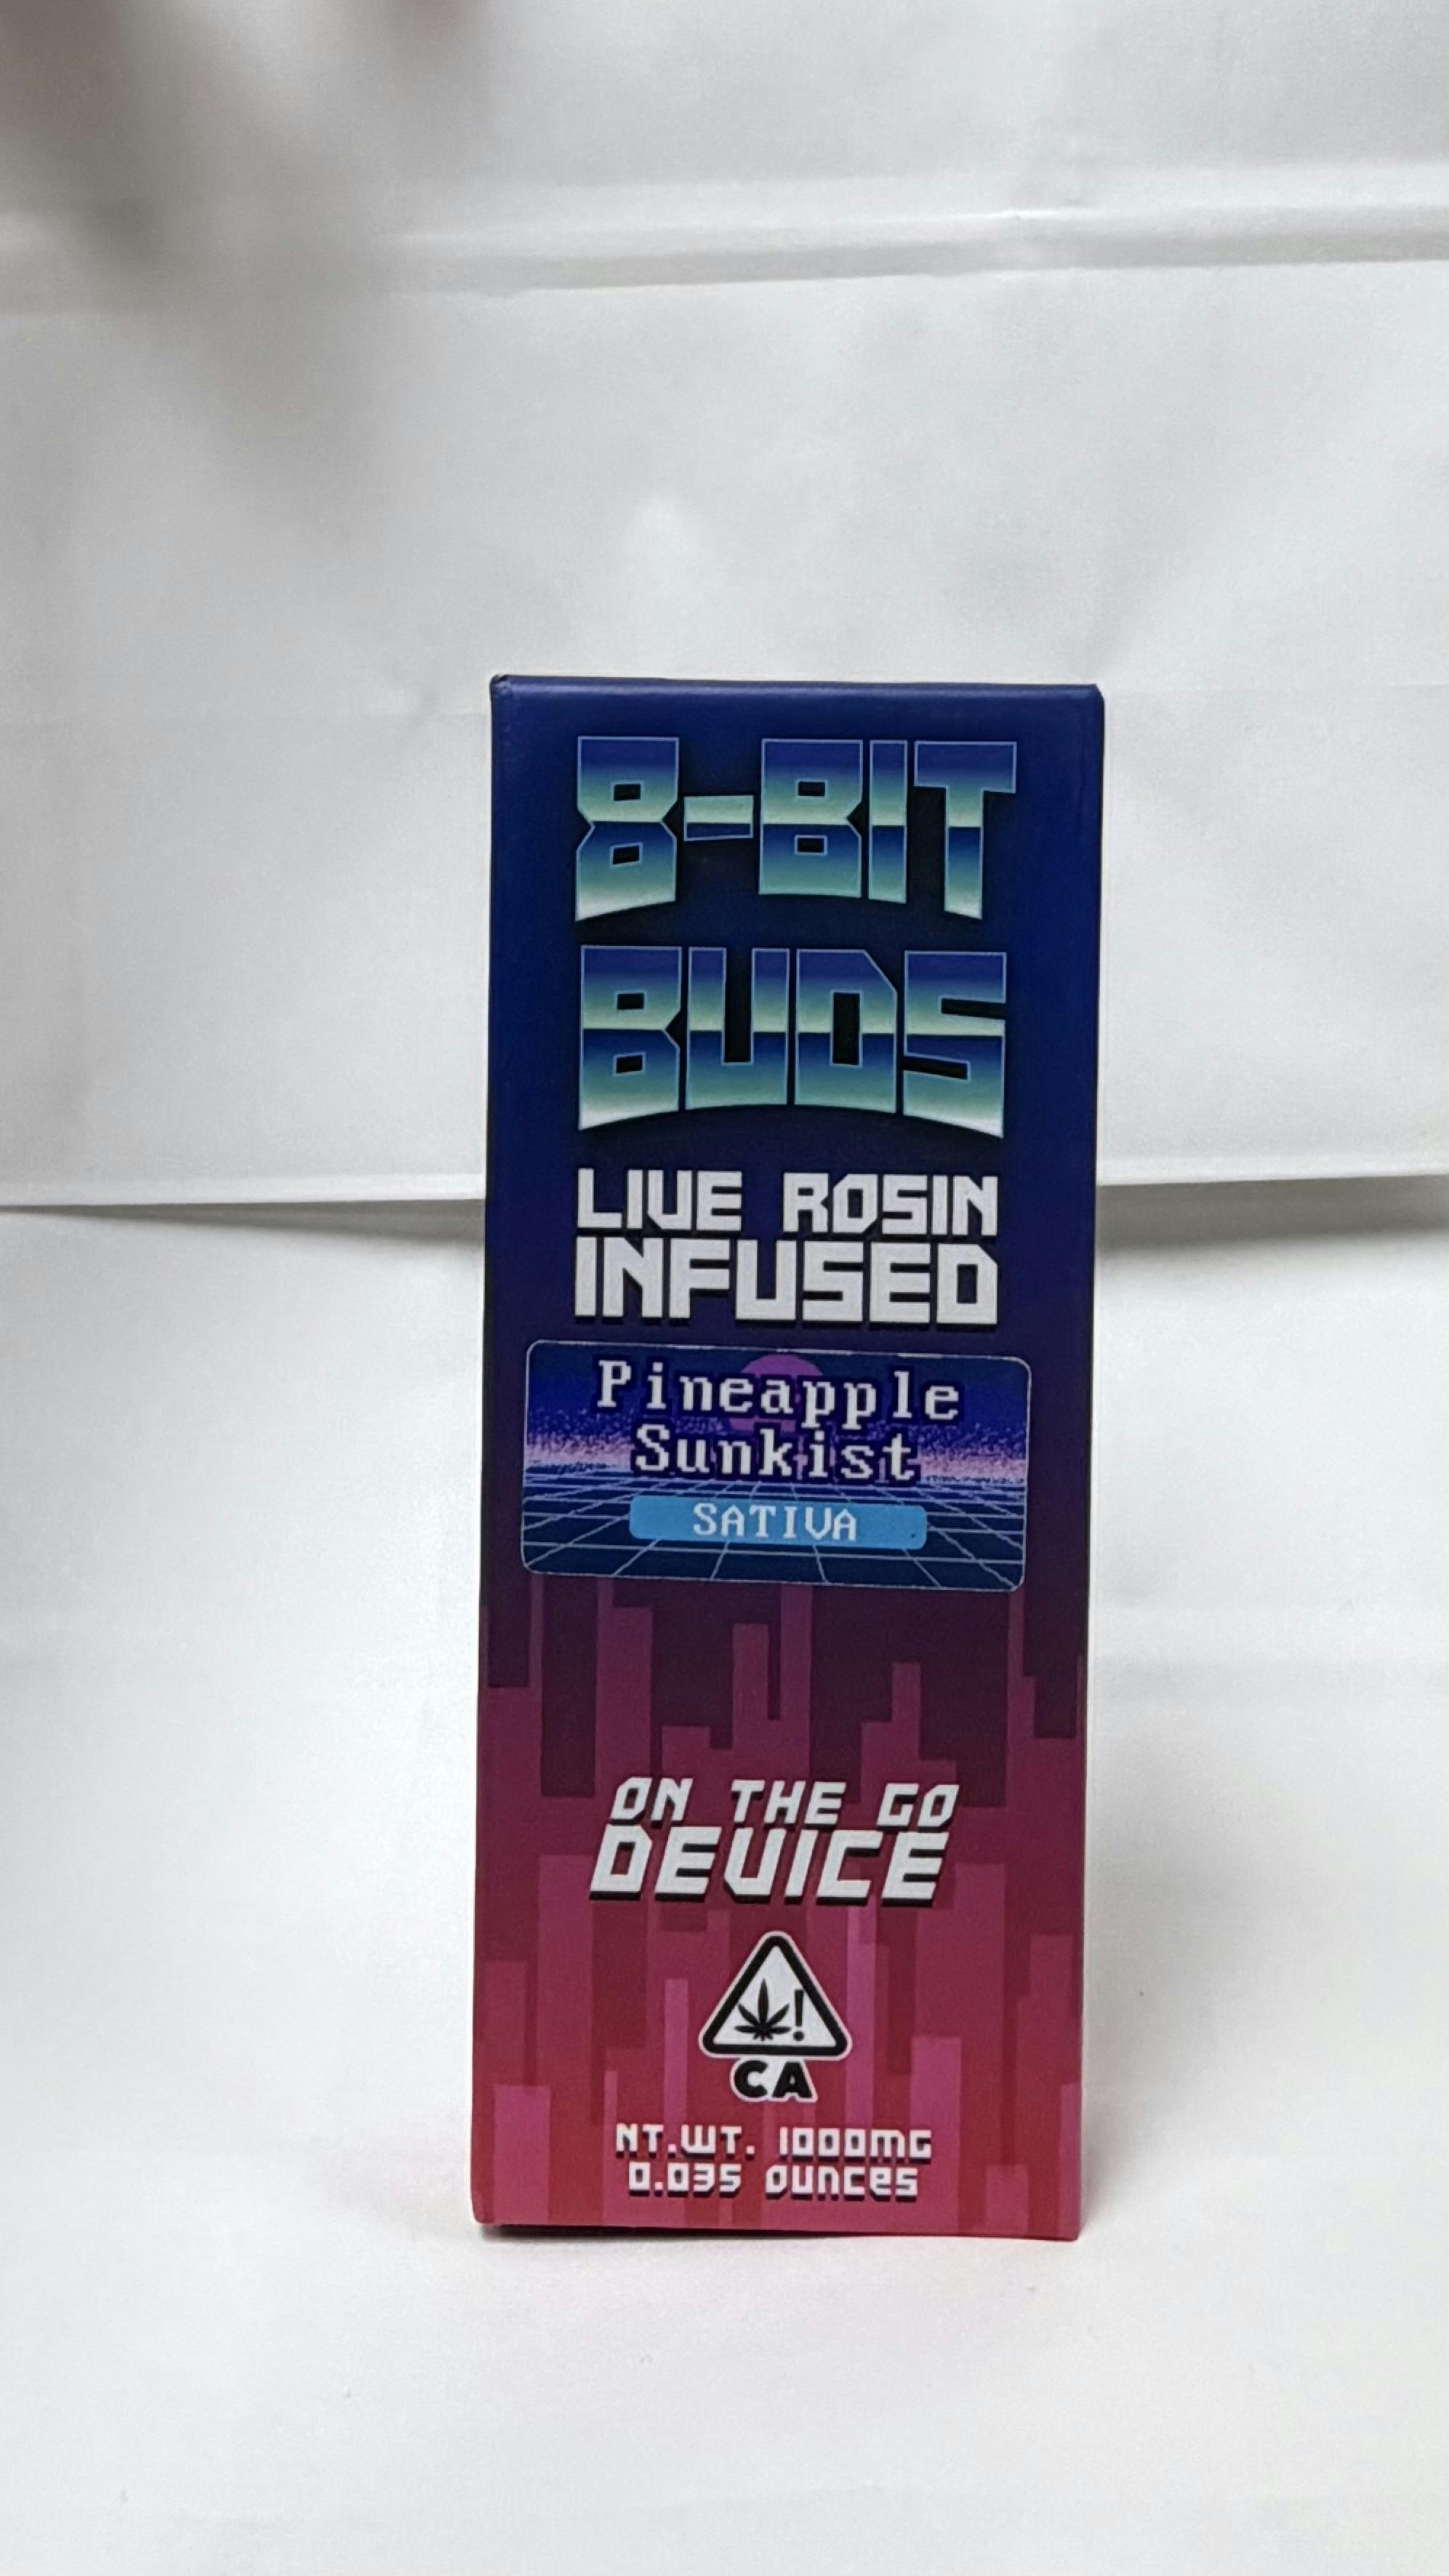 8-BIT
BUDS
LIVE ROSIN
INFUSED
Pineapple
Sunkist
SATIVA
ON THE GO
DEVICE
!
CA
NT.WT. 1000MG
0.035 OUNCES